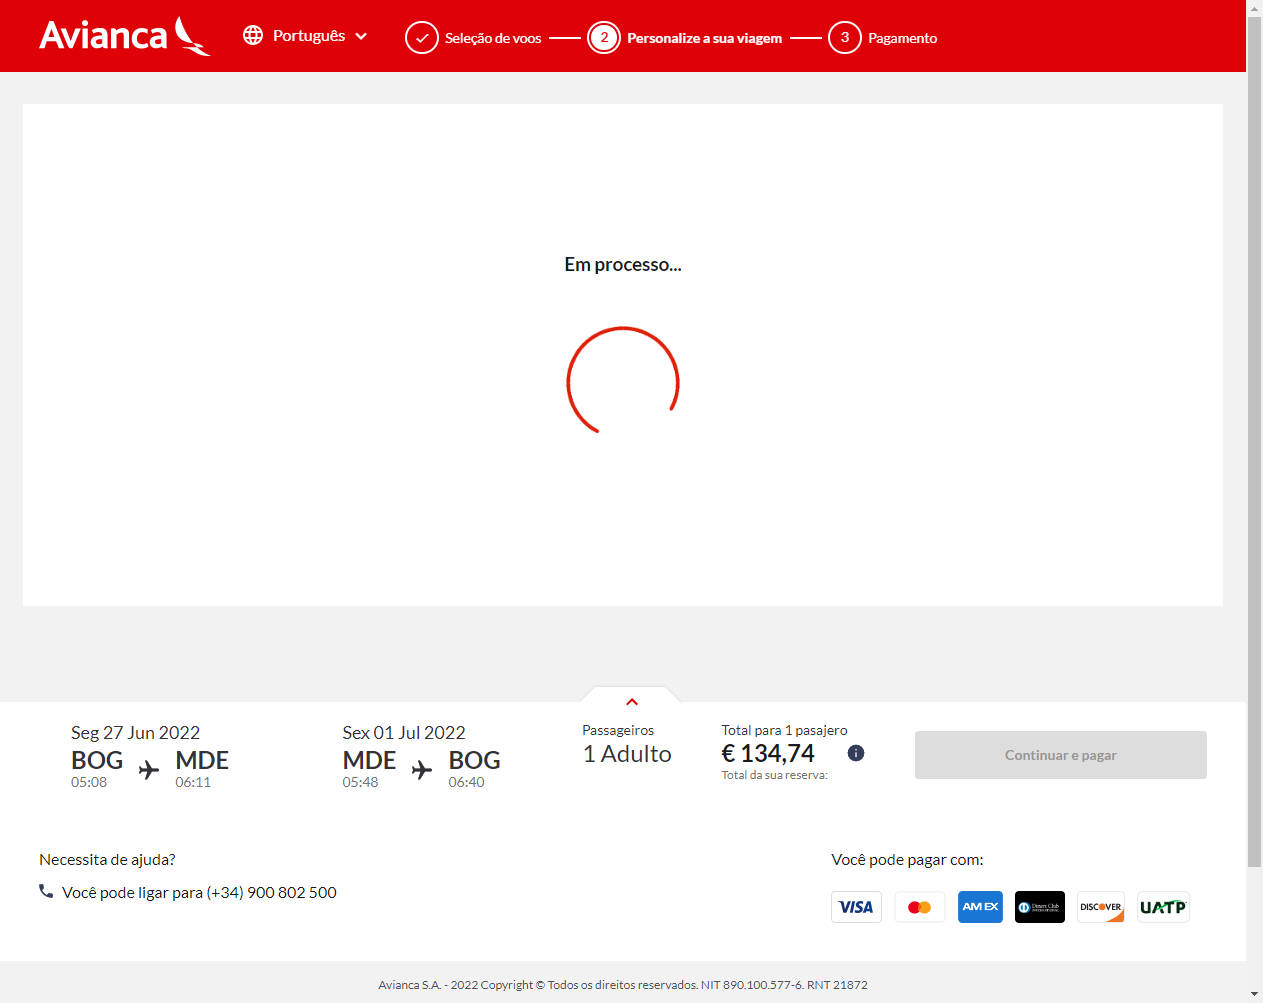 Avianca
Português
Seleção de voos
2
Personalize a sua viagem
3
Pagamento
Em processo...
Seg 27 Jun 2022
BOG
MDE
05:08
06:11
Sex 01 Jul 2022
MDE
BOG
05:48
06:40
Passageiros
1 Adulto
Total para 1 pasajero
€ 134,74
Total da sua reserva:
Continuar e pagar
Necessita de ajuda?
Você pode ligar para (+34) 900 802 500
Você pode pagar com:
VISA
AMEX
Diners Club
DISCOVER
UATP
Avianca S.A. - 2022 Copyright © Todos os direitos reservados. NIT 890.100.577-6. RNT 21872